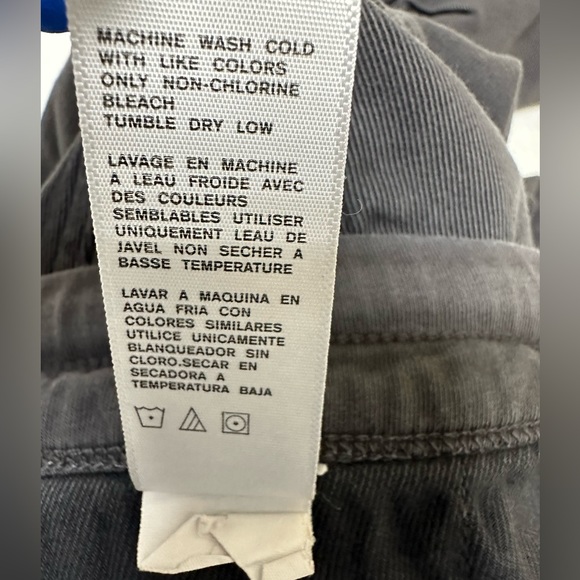 MACHINE WASH COLD
WITH LIKE COLORS
ONLY NON-CHLORINE
BLEACH
TUMBLE DRY LOW
LAVAGE EN MACHINE
A LEAU FROIDE AVEC
DES COULEURS
SEMBLABLES UTILISER
UNIQUEMENT LEAU DE
JAVEL NON SECHER A
BASSE TEMPERATURE
LAVAR A MAQUINA EN
AGUA FRIA CON
COLORES SIMILARES
UTILICE UNICAMENTE
BLANQUEADOR SIN
CLORO.SECAR EN
SECADORA A
TEMPERATURA BAJA